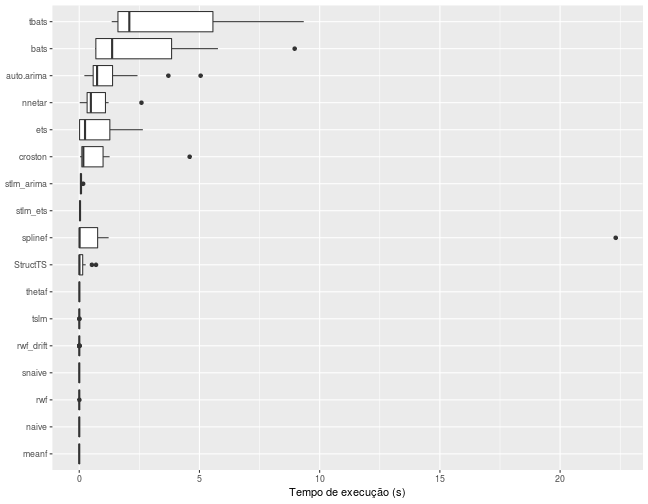 tbats
bats
auto.arima
nnetar
ets
croston
stlm_arima
stlm_ets
splinef
StructTS
thetaf
tslm
rwf_drift
snaive
rwf
naive
meanf
0 5 10 15 20
Tempo de execução (s)